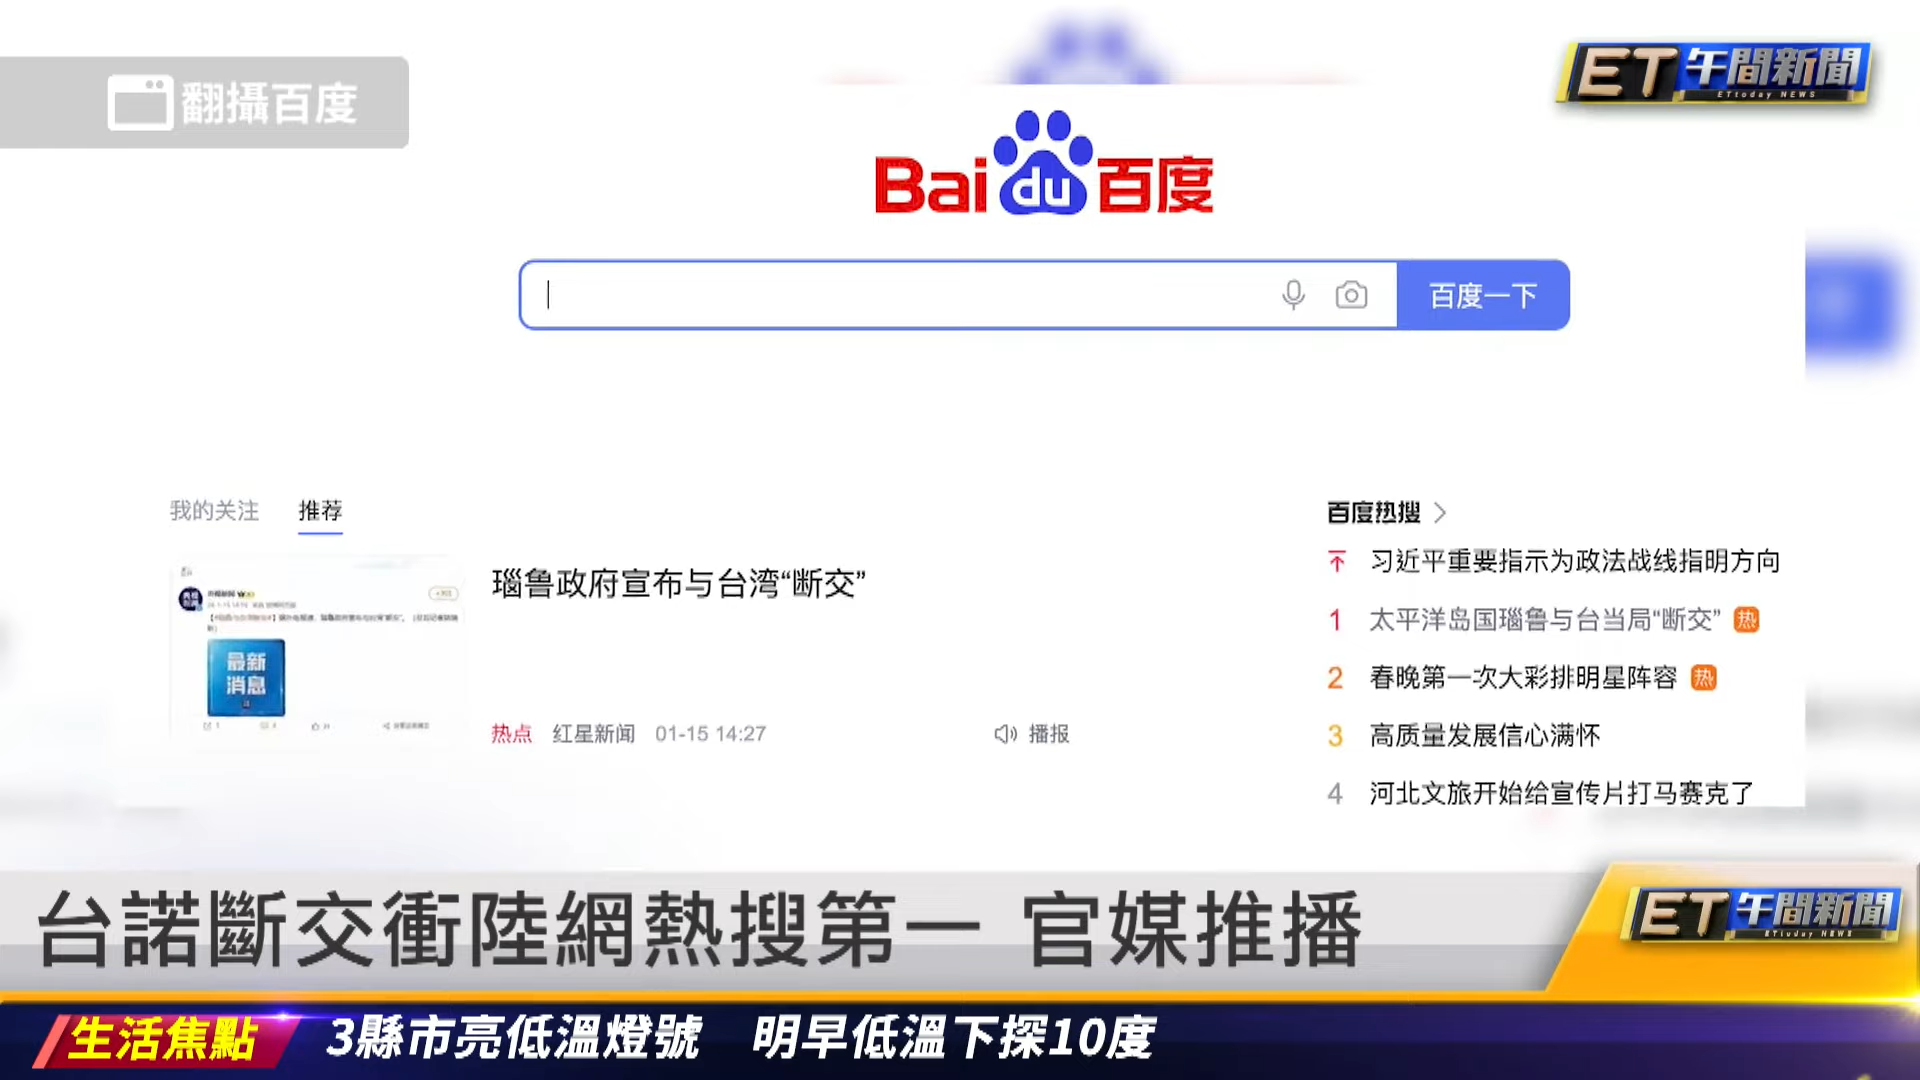 翻攝百度
ET午間新聞
ETtoday NEWS
Bai du 百度
百度一下
我的关注 推荐
百度热搜
瑙鲁政府宣布与台湾“断交”
最新
消息
热点 红星新闻 01-15 14:27 播报
习近平重要指示为政法战线指明方向
1 太平洋岛国瑙鲁与台当局“断交” 热
2 春晚第一次大彩排明星阵容 热
3 高质量发展信心满怀
4 河北文旅开始给宣传片打马赛克了
台諾斷交衝陸網熱搜第一 官媒推播
ET午間新聞
ETtoday NEWS
生活焦點 3縣市亮低溫燈號 明早低溫下探10度